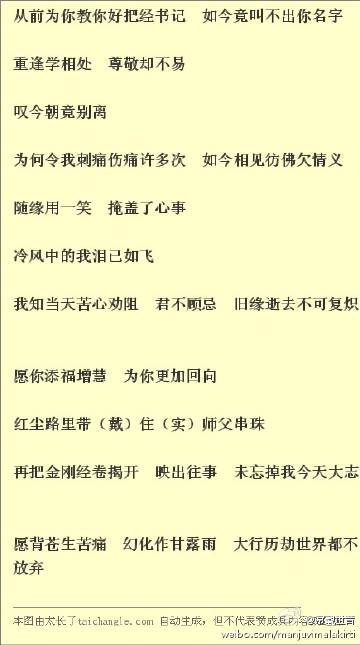 从前为你教你好把经书记　如今竟叫不出你名字
重逢学相处　尊敬却不易
叹今朝竟别离
为何令我刺痛伤痛许多次　如今相见彷佛欠情义
随缘用一笑　掩盖了心事
冷风中的我泪已如飞
我知当天苦心劝阻　君不顾忌　旧缘逝去不可复炽
愿你添福增慧　为你更加回向
红尘路里带（戴）住（实）师父串珠
再把金刚经卷揭开　映出往事　未忘掉我今天大志
愿背苍生苦痛　幻化作甘露雨　大行历劫世界都不
放弃
本图由太长了taichangle.com 自动生成，但不代表赞成其内容
weibo.com/manjuvimalakirti